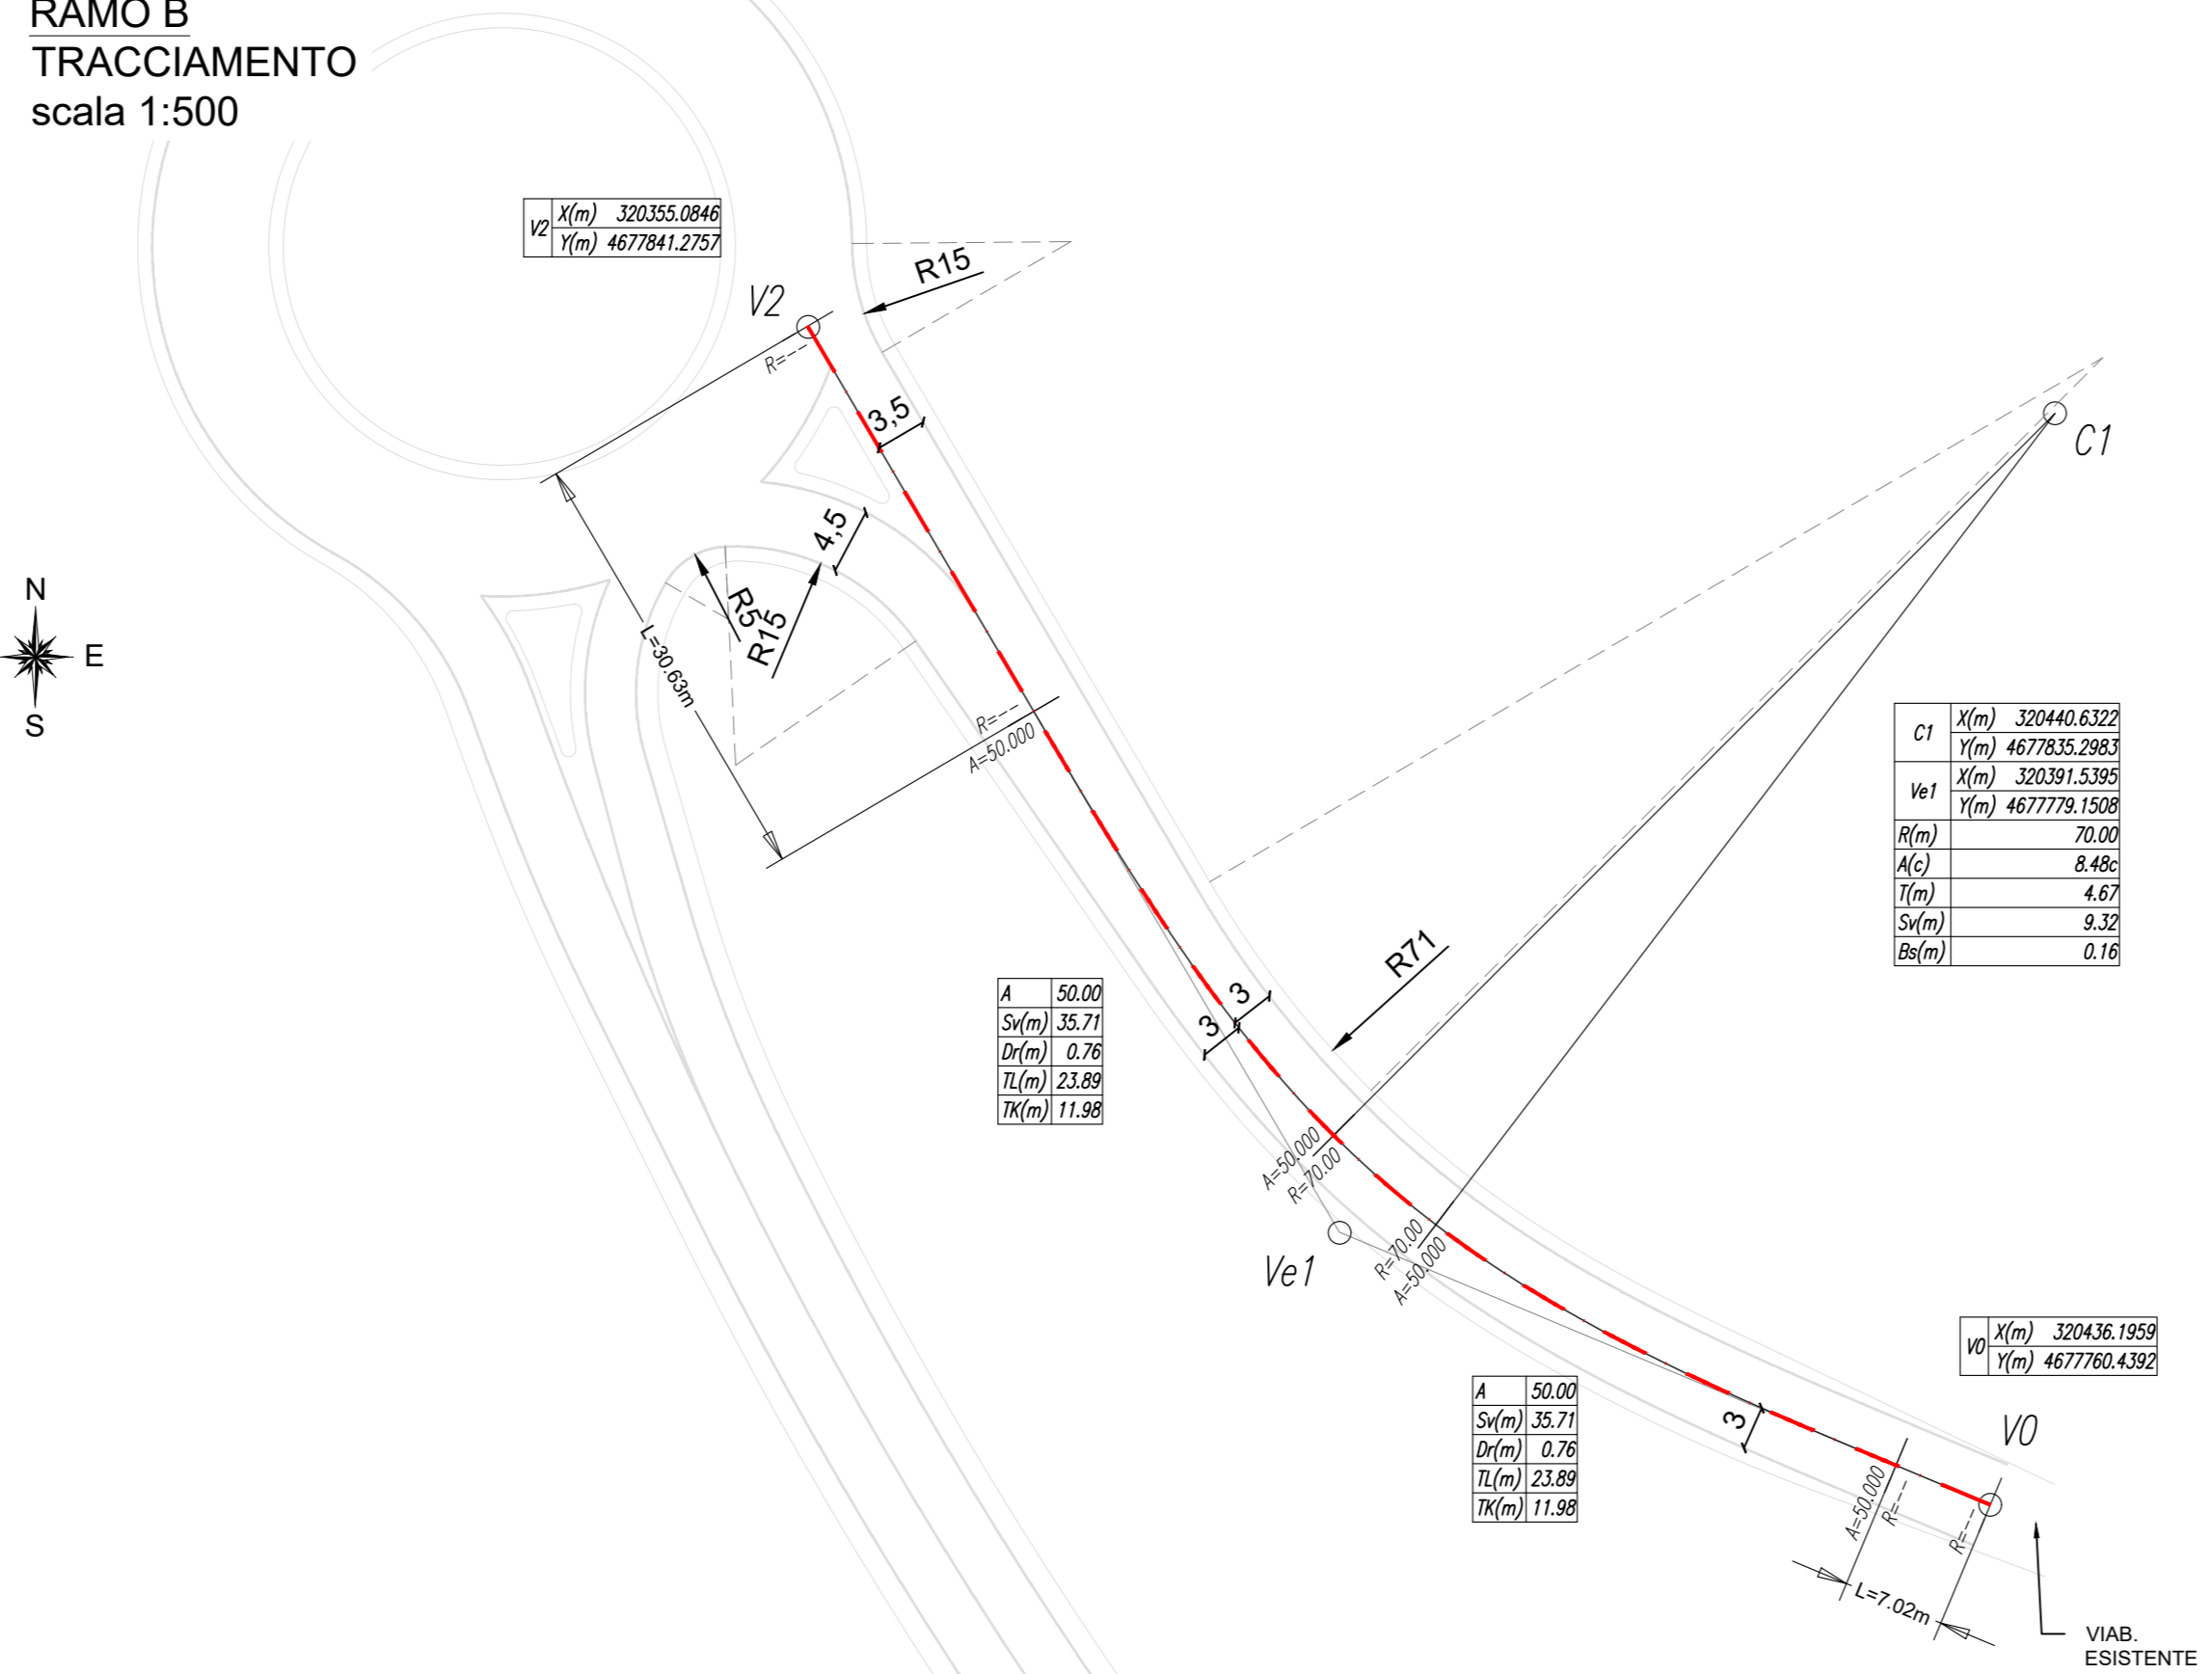 RAMO B
TRACCIAMENTO
scala 1:500
V2 X(m) 320355.0846
Y(m) 4677841.2757
V2
R=---
R15
3,5
C1
4,5
R5
R15
L=30.63m
N
E
S
R=---
A=50.000
C1 X(m) 320440.6322
Y(m) 4677835.2983
Ve1 X(m) 320391.5395
Y(m) 4677779.1508
R(m) 70.00
A(c) 8.48c
T(m) 4.67
Sv(m) 9.32
Bs(m) 0.16
R71
3
3
A 50.00
Sv(m) 35.71
Dr(m) 0.76
TL(m) 23.89
TK(m) 11.98
A=50.000
R=70.00
R=70.00
A=50.000
Ve1
V0 X(m) 320436.1959
Y(m) 4677760.4392
V0
A 50.00
Sv(m) 35.71
Dr(m) 0.76
TL(m) 23.89
TK(m) 11.98
3
A=50.000
R=---
R=---
L=7.02m
VIAB.
ESISTENTE